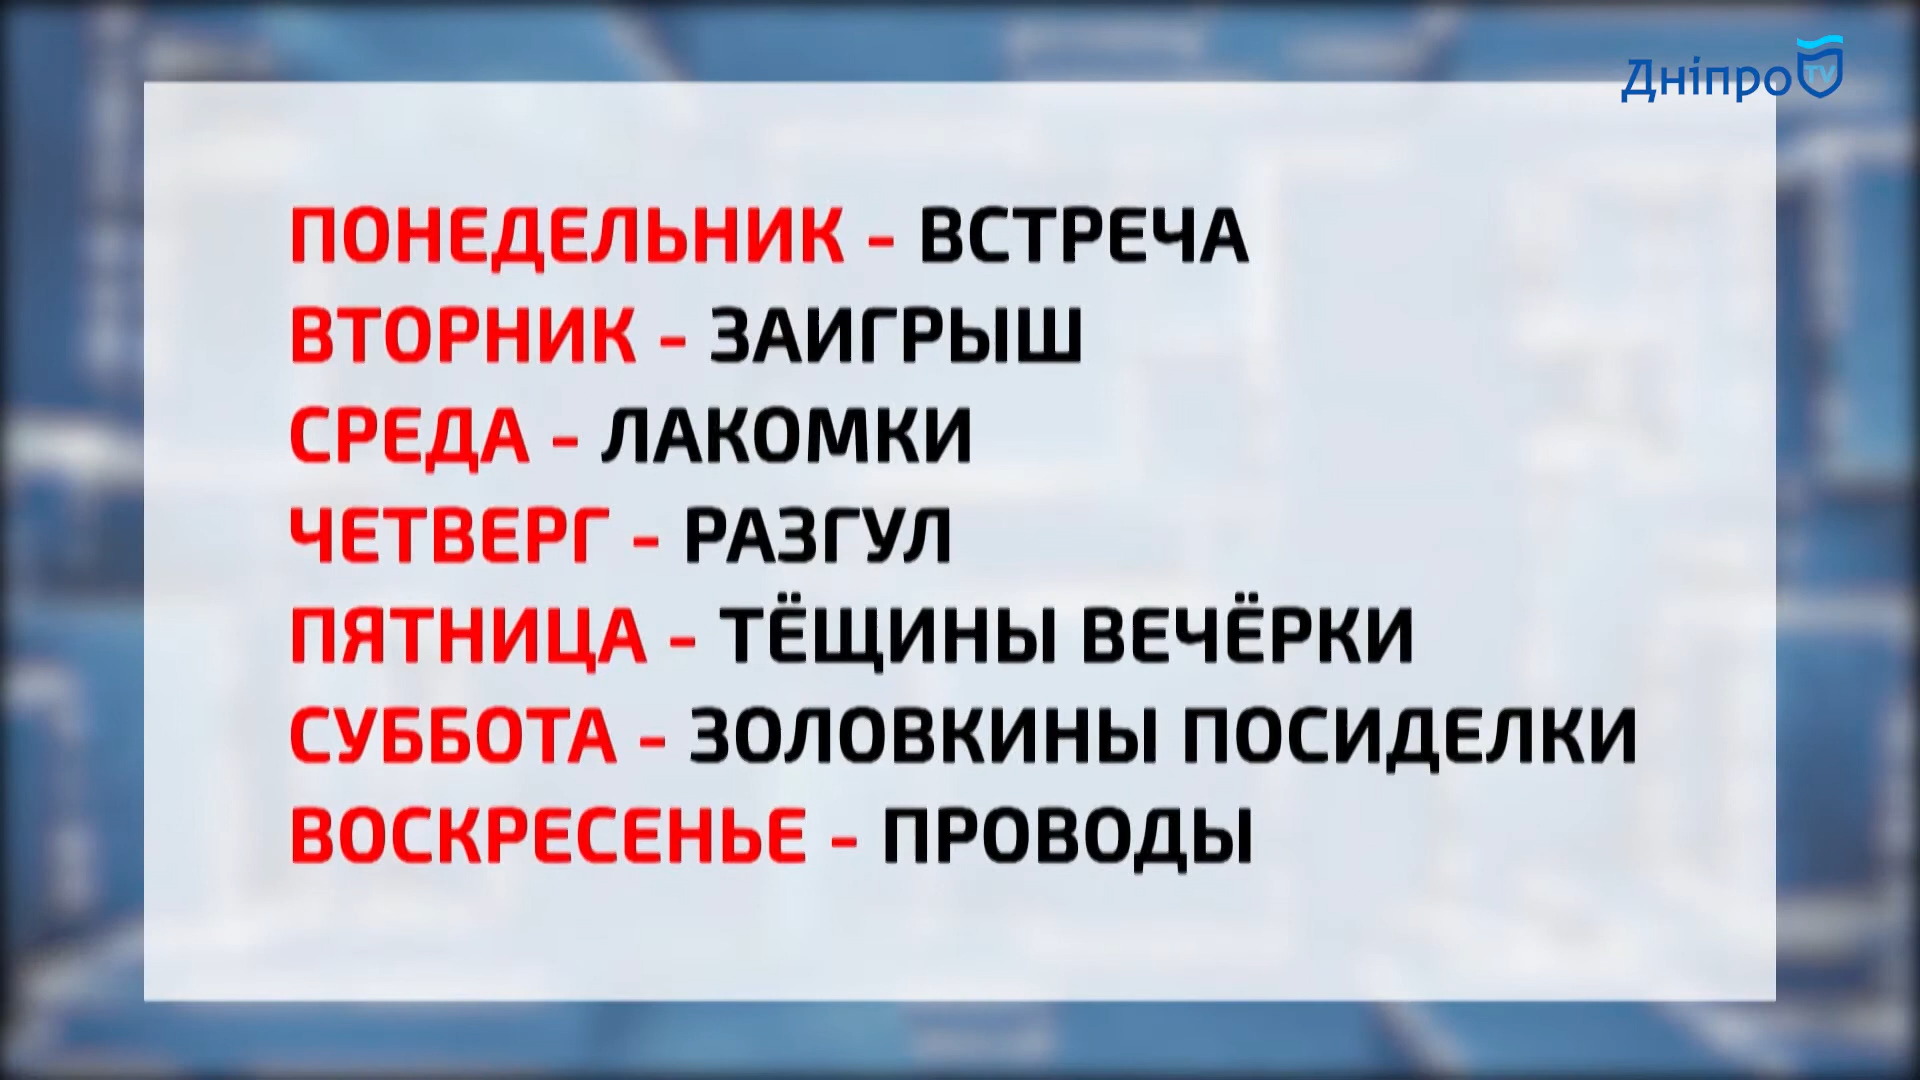 Дніпро TV
ПОНЕДЕЛЬНИК - ВСТРЕЧА
ВТОРНИК - ЗАИГРЫШ
СРЕДА - ЛАКОМКИ
ЧЕТВЕРГ - РАЗГУЛ
ПЯТНИЦА - ТЁЩИНЫ ВЕЧЁРКИ
СУББОТА - ЗОЛОВКИНЫ ПОСИДЕЛКИ
ВОСКРЕСЕНЬЕ - ПРОВОДЫ